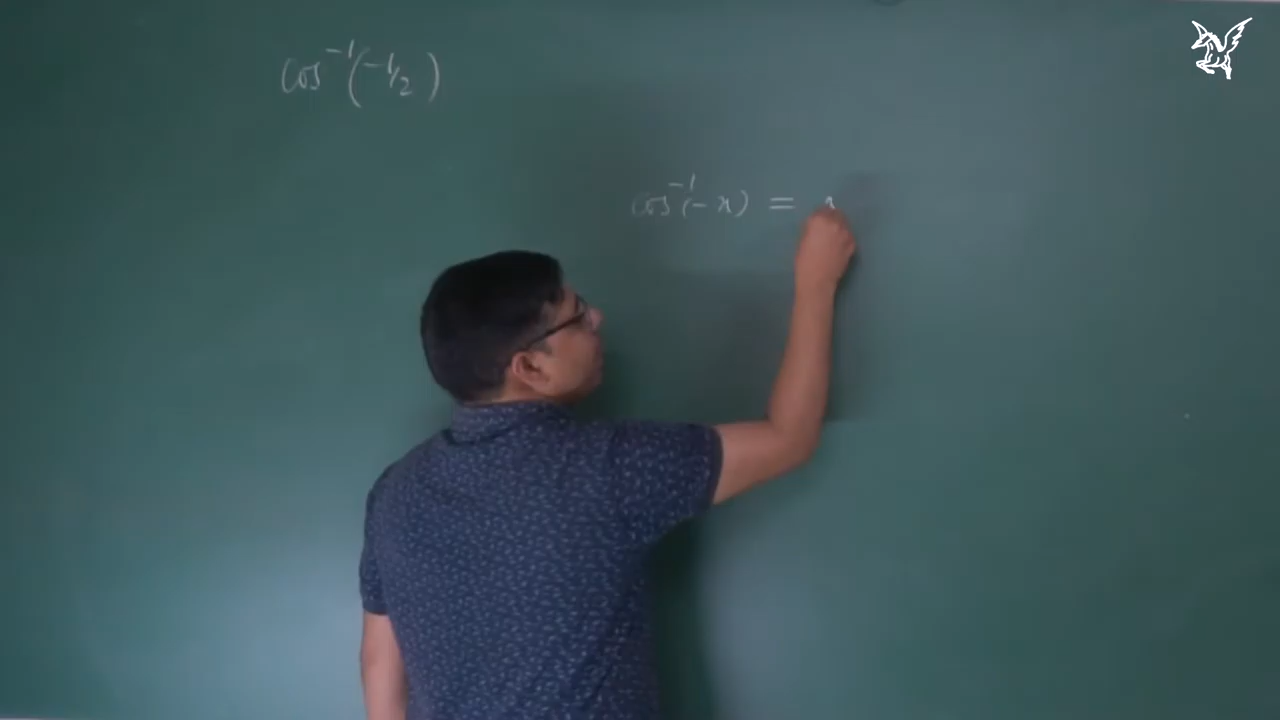 cos⁻¹(-1/2)
cos⁻¹(-x) =